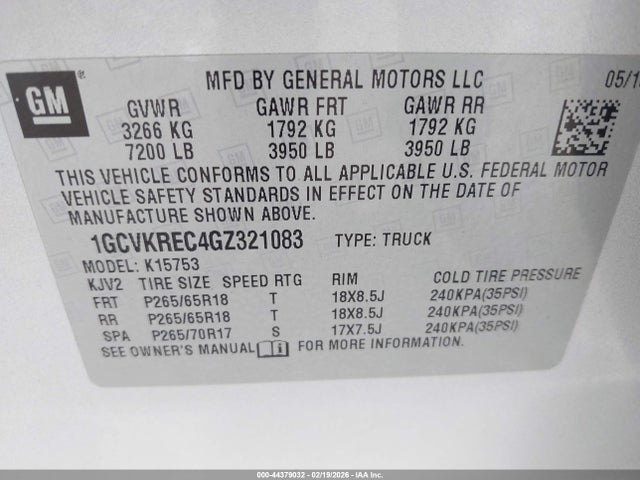 GM
MFD BY GENERAL MOTORS LLC
GVWR GAWR FRT GAWR RR
3266 KG 1792 KG 1792 KG
7200 LB 3950 LB 3950 LB
THIS VEHICLE CONFORMS TO ALL APPLICABLE U.S. FEDERAL MOTOR
VEHICLE SAFETY STANDARDS IN EFFECT ON THE DATE OF
MANUFACTURE SHOWN ABOVE.
1GCVKREC4GZ321083 TYPE: TRUCK
MODEL: K15753
KJV2 TIRE SIZE SPEED RTG RIM COLD TIRE PRESSURE
FRT P265/65R18 T 18X8.5J 240KPA(35PSI)
RR P265/65R18 T 18X8.5J 240KPA(35PSI)
SPA P265/70R17 S 17X7.5J 240KPA(35PSI)
SEE OWNER'S MANUAL FOR MORE INFORMATION.
000-44379032 - 02/19/2026 - IAA Inc.